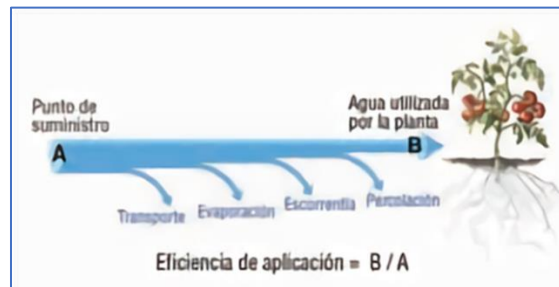 Punto de
suministro
Agua utilizada
por la planta
A
B
Transporte
Evaporación
Escorrentía
Percolación
Eficiencia de aplicación = B / A